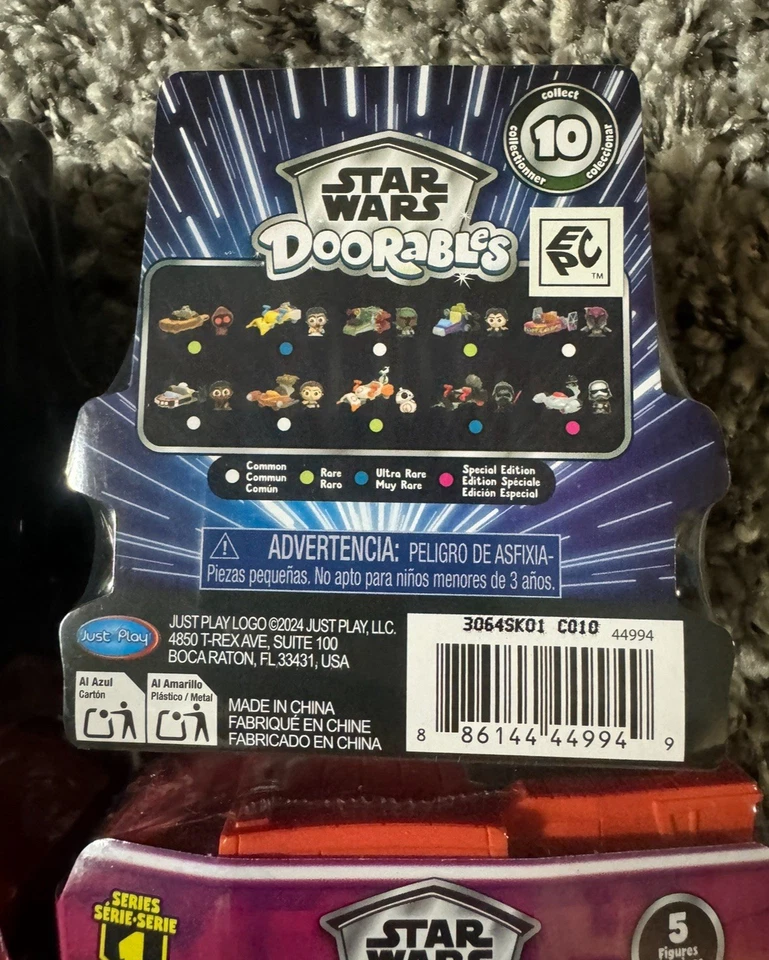 collect
10
collectionner
coleccionar
STAR
WARS
DOORABLes
EPC
TM
Common
Commun
Común
Rare
Raro
Ultra Rare
Muy Rare
Special Edition
Edition Spéciale
Edición Especial
ADVERTENCIA: PELIGRO DE ASFIXIA-
Piezas pequeñas. No apto para niños menores de 3 años.
Just Play
JUST PLAY LOGO ©2024 JUST PLAY, LLC.
4850 T-REX AVE, SUITE 100
BOCA RATON, FL 33431, USA
Al Azul
Cartón
Al Amarillo
Plástico / Metal
MADE IN CHINA
FABRIQUÉ EN CHINE
FABRICADO EN CHINA
3064SK01 C010 44994
8 86144 44994 9
SERIES
SÉRIE•SERIE
1
STAR
WARS
5
Figures